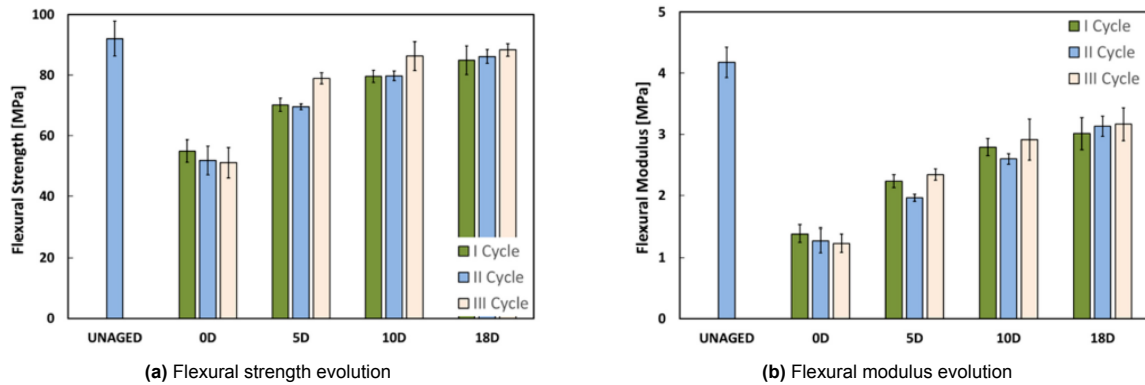 100
80
60
40
20
0
Flexural Strength [MPa]
I Cycle
II Cycle
III Cycle
UNAGED 0D 5D 10D 18D
(a) Flexural strength evolution
5
4
3
2
1
0
Flexural Modulus [MPa]
I Cycle
II Cycle
III Cycle
UNAGED 0D 5D 10D 18D
(b) Flexural modulus evolution